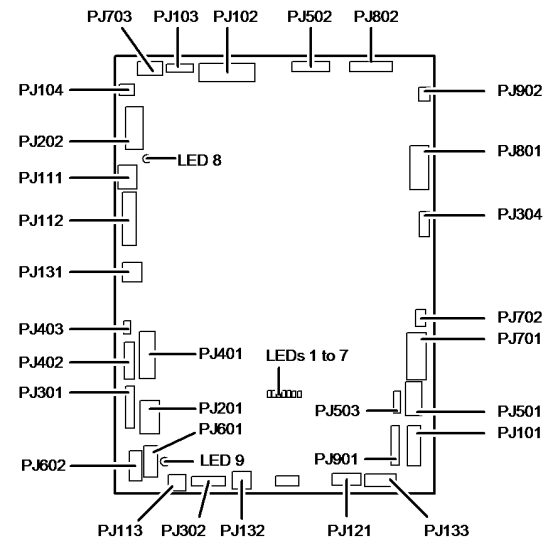 PJ703 PJ103 PJ102 PJ502 PJ802
PJ104 PJ902
PJ202
LED 8 PJ801
PJ111
PJ112 PJ304
PJ131
PJ403 PJ702
PJ401 LEDs 1 to 7 PJ701
PJ402
PJ301
PJ201 PJ503 PJ501
PJ601 PJ101
PJ602 LED 9 PJ901
PJ113 PJ302 PJ132 PJ121 PJ133